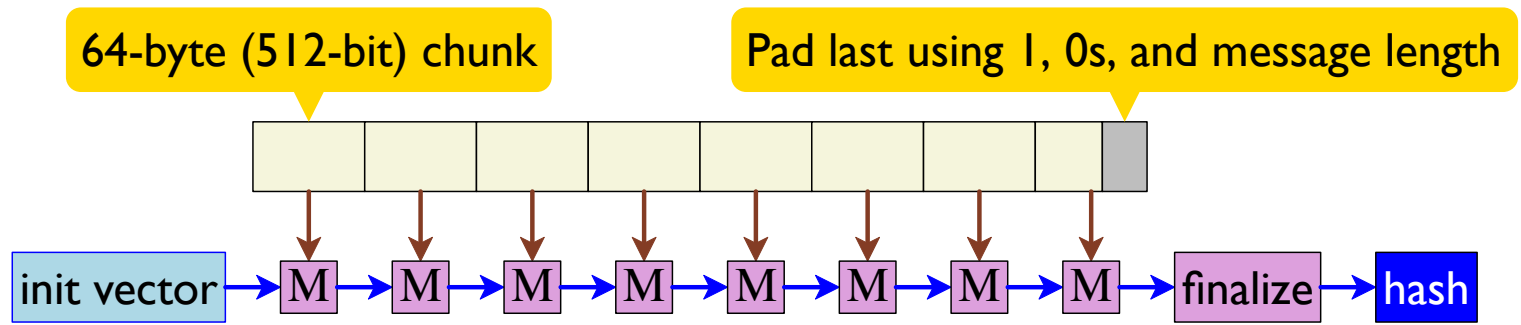 64-byte (512-bit) chunk
Pad last using 1, 0s, and message length
init vector
M
M
M
M
M
M
M
M
finalize
hash